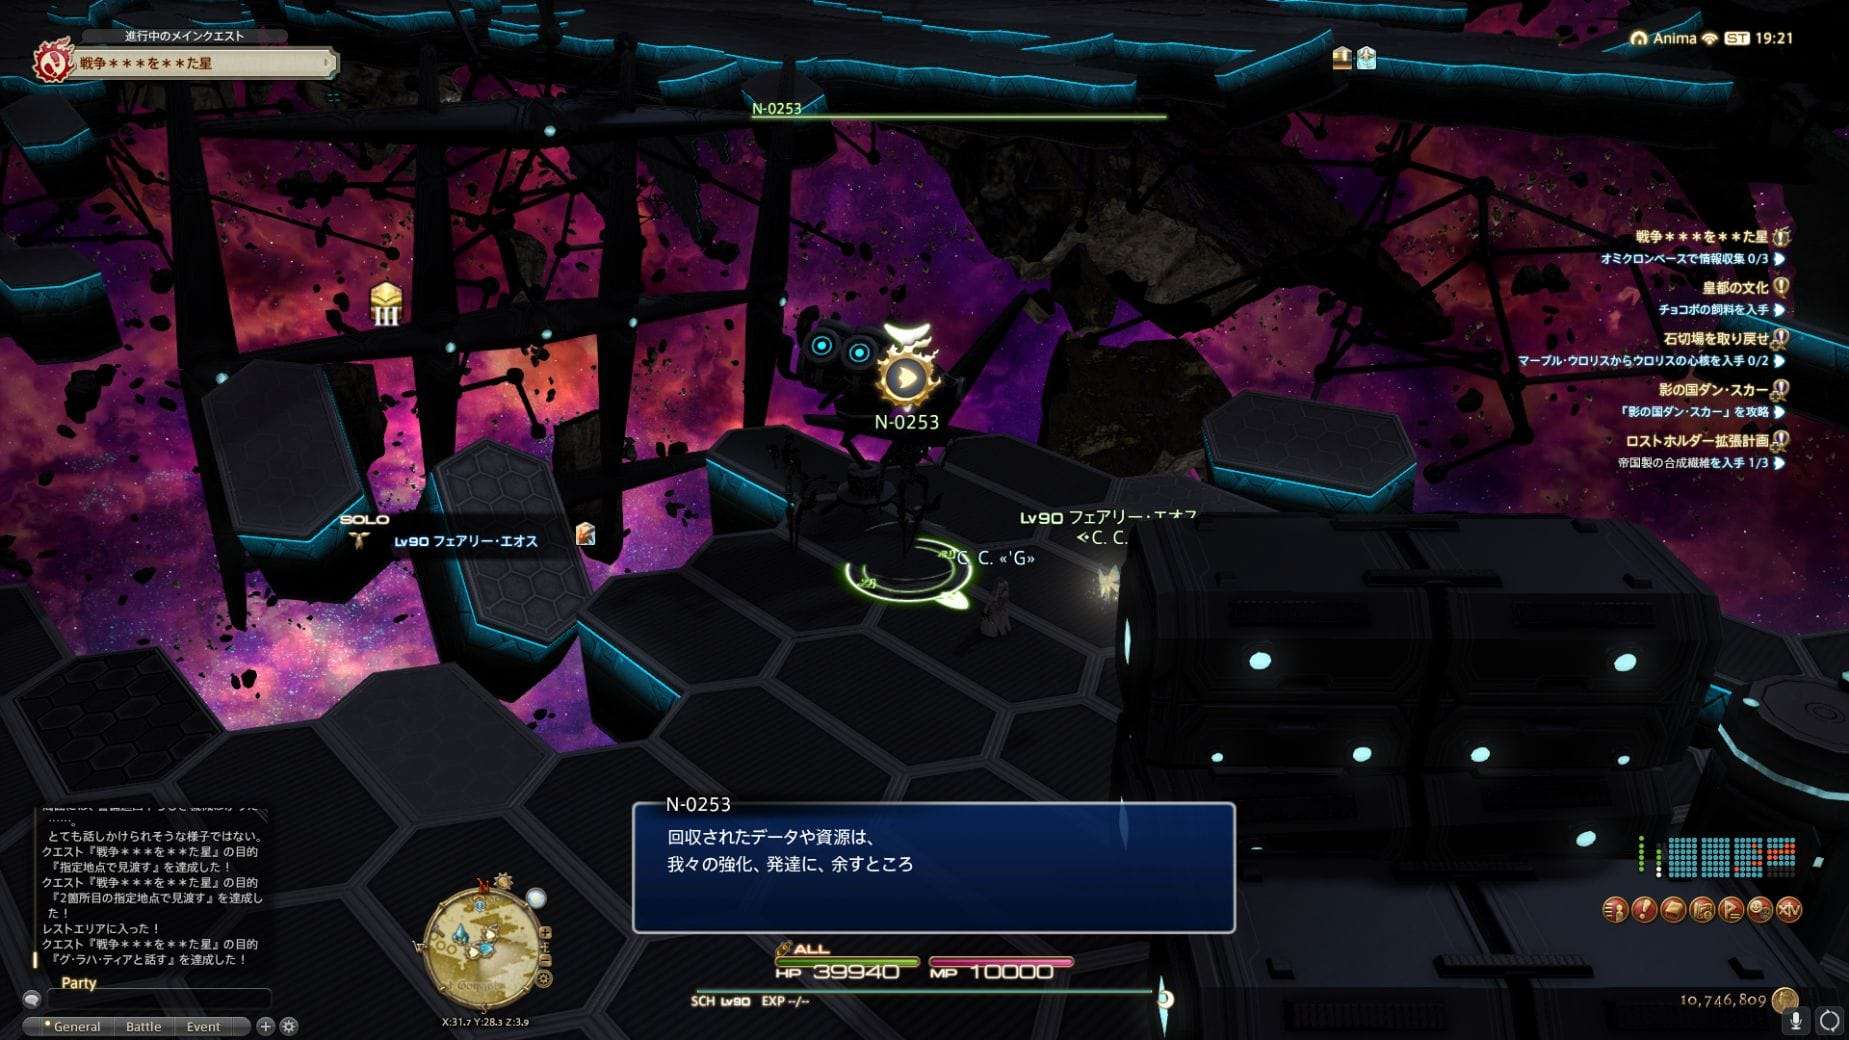 進行中のメインクエスト
戦争＊＊＊を＊＊た星
Anima ST 19:21
N-0253
戦争＊＊＊を＊＊た星
オミクロンベースで情報収集 0/3
皇都の文化
チョコボの飼料を入手
石切場を取り戻せ
マーブル・ウロリスからウロリスの心核を入手 0/2
影の国ダン・スカー
『影の国ダン・スカー』を攻略
ロストホルダー拡張計画
帝国製の合成繊維を入手 1/3
III
N-0253
SOLO
Lv90 フェアリー・エオス
Lv90 フェアリー・エオス
C. C.
C. C. «'G»
N-0253
回収されたデータや資源は、
我々の強化、発達に、余すところ
……。
とても話しかけられそうな様子ではない。
クエスト『戦争＊＊＊を＊＊た星』の目的
『指定地点で見渡す』を達成した！
クエスト『戦争＊＊＊を＊＊た星』の目的
『2箇所目の指定地点で見渡す』を達成し
た！
レストエリアに入った！
クエスト『戦争＊＊＊を＊＊た星』の目的
『グ・ラハ・ティアと話す』を達成した！
Party
General Battle Event
N
X:31.7 Y:28.3 Z:3.9
ALL
HP 39940 MP 10000
SCH Lv90 EXP --/--
XIV
10,746,809